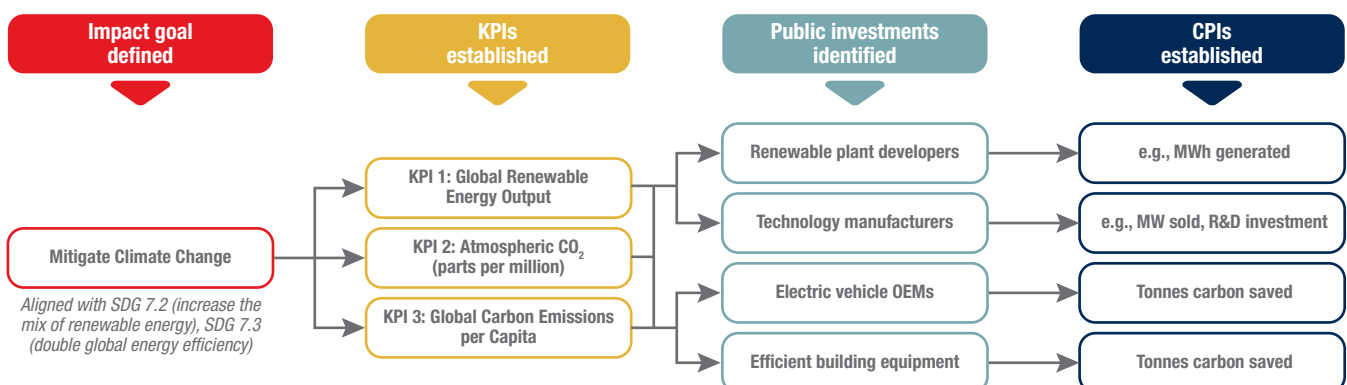 Impact goal
defined
KPIs
established
Public investments
identified
CPIs
established
Mitigate Climate Change
Aligned with SDG 7.2 (increase the
mix of renewable energy), SDG 7.3
(double global energy efficiency)
KPI 1: Global Renewable
Energy Output
KPI 2: Atmospheric CO₂
(parts per million)
KPI 3: Global Carbon Emissions
per Capita
Renewable plant developers
Technology manufacturers
Electric vehicle OEMs
Efficient building equipment
e.g., MWh generated
e.g., MW sold, R&D investment
Tonnes carbon saved
Tonnes carbon saved